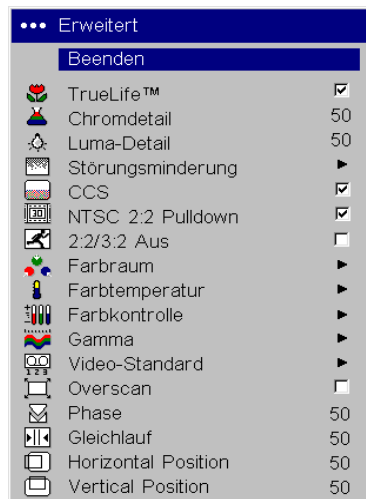 ••• Erweitert
Beenden
TrueLife™
Chromdetail 50
Luma-Detail 50
Störungsminderung
CCS
NTSC 2:2 Pulldown
2:2/3:2 Aus
Farbraum
Farbtemperatur
Farbkontrolle
Gamma
Video-Standard
Overscan
Phase 50
Gleichlauf 50
Horizontal Position 50
Vertical Position 50